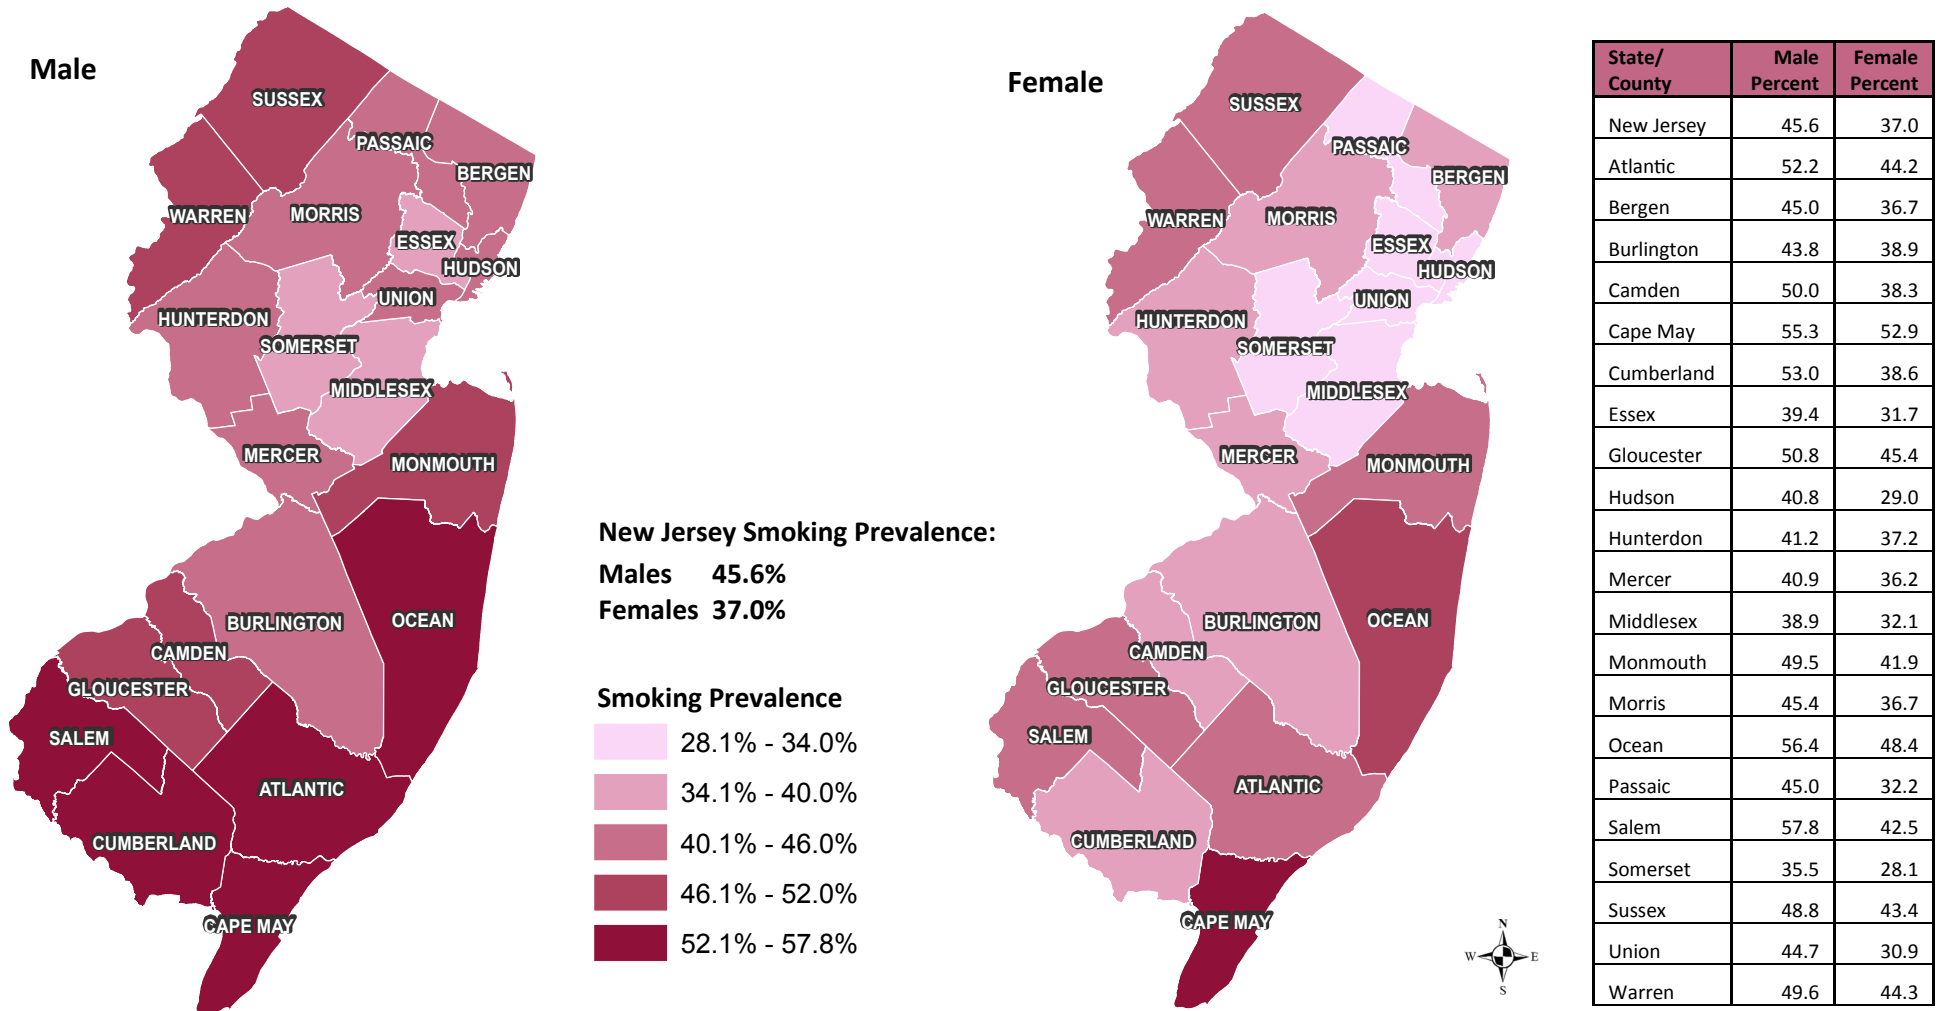 Male
SUSSEX
PASSAIC
BERGEN
WARREN
MORRIS
ESSEX
HUDSON
UNION
HUNTERDON
SOMERSET
MIDDLESEX
MERCER
MONMOUTH
OCEAN
BURLINGTON
CAMDEN
GLOUCESTER
SALEM
ATLANTIC
CUMBERLAND
CAPE MAY
New Jersey Smoking Prevalence:
Males 45.6%
Females 37.0%
Smoking Prevalence
28.1% - 34.0%
34.1% - 40.0%
40.1% - 46.0%
46.1% - 52.0%
52.1% - 57.8%
Female
SUSSEX
PASSAIC
BERGEN
WARREN
MORRIS
ESSEX
HUDSON
UNION
HUNTERDON
SOMERSET
MIDDLESEX
MERCER
MONMOUTH
OCEAN
BURLINGTON
CAMDEN
GLOUCESTER
SALEM
ATLANTIC
CUMBERLAND
CAPE MAY
N
W E
S
State/ Male Female
County Percent Percent
New Jersey 45.6 37.0
Atlantic 52.2 44.2
Bergen 45.0 36.7
Burlington 43.8 38.9
Camden 50.0 38.3
Cape May 55.3 52.9
Cumberland 53.0 38.6
Essex 39.4 31.7
Gloucester 50.8 45.4
Hudson 40.8 29.0
Hunterdon 41.2 37.2
Mercer 40.9 36.2
Middlesex 38.9 32.1
Monmouth 49.5 41.9
Morris 45.4 36.7
Ocean 56.4 48.4
Passaic 45.0 32.2
Salem 57.8 42.5
Somerset 35.5 28.1
Sussex 48.8 43.4
Union 44.7 30.9
Warren 49.6 44.3